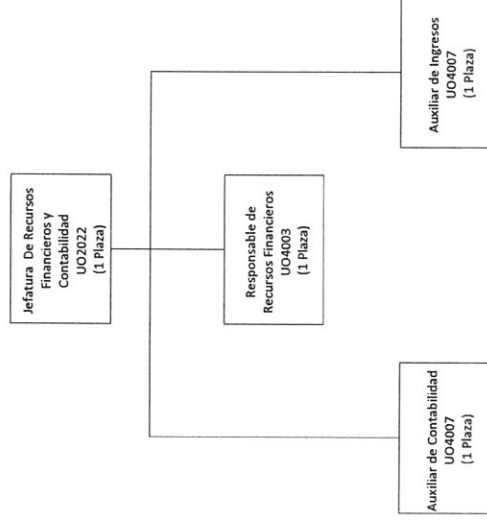 Jefatura De Recursos
Financieros y
Contabilidad
UO2022
(1 Plaza)
Responsable de
Recursos Financieros
UO4003
(1 Plaza)
Auxiliar de Contabilidad
UO4007
(1 Plaza)
Auxiliar de Ingresos
UO4007
(1 Plaza)